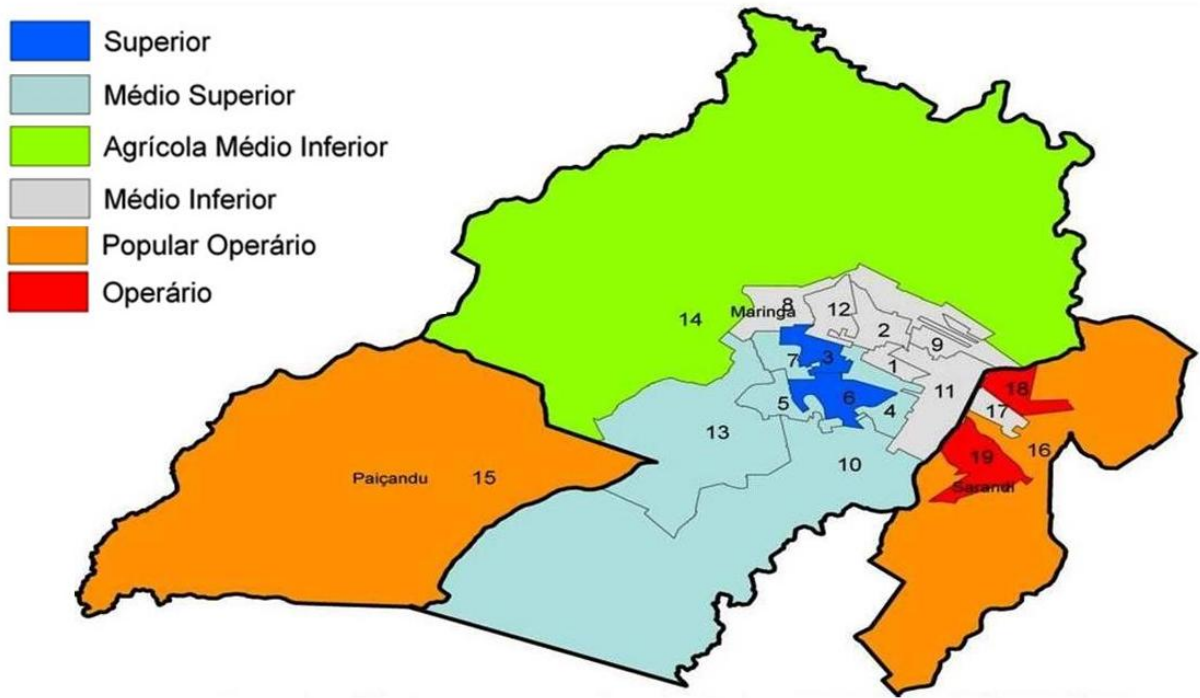 Superior
Médio Superior
Agrícola Médio Inferior
Médio Inferior
Popular Operário
Operário
8
Maringá
12
14
2
9
3
7
1
18
6
11
5
17
4
13
16
10
19
Paiçandu
15
Sarandi